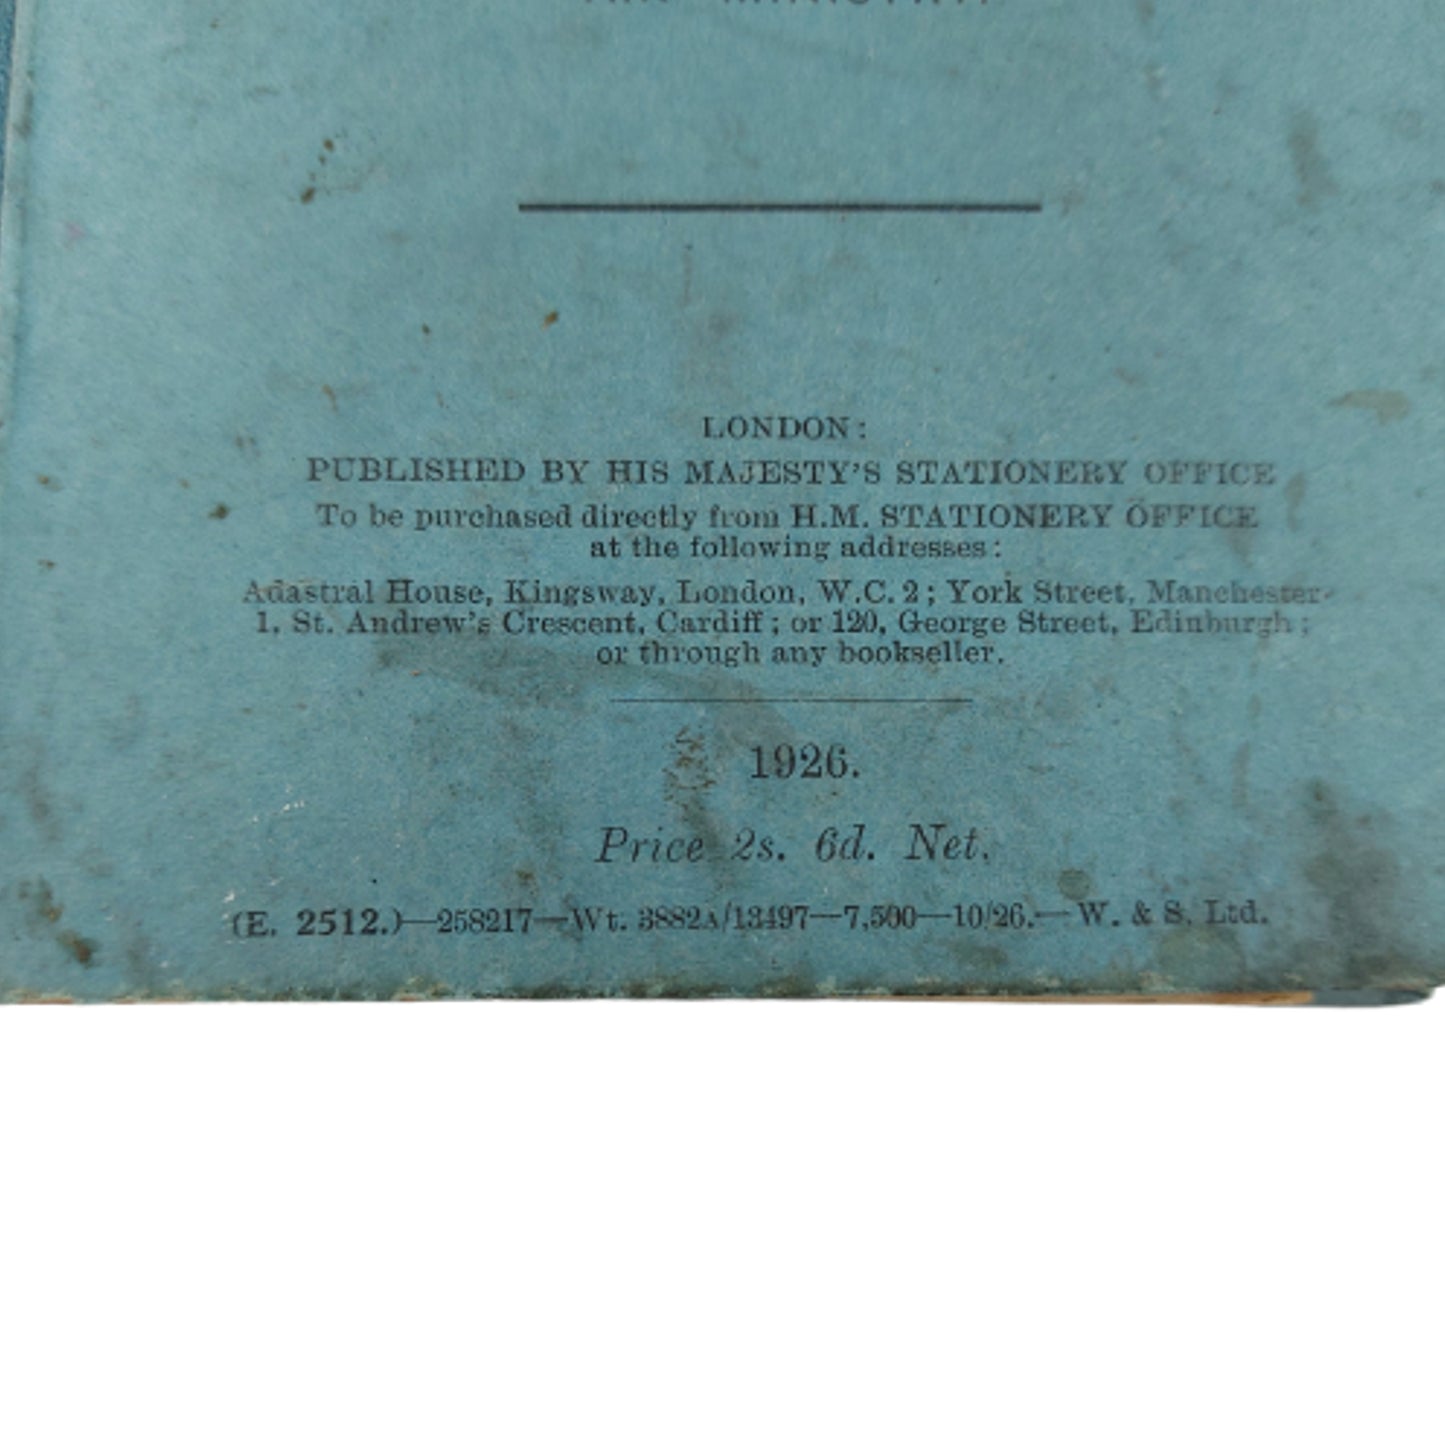 AIR MINISTRY
LONDON:
PUBLISHED BY HIS MAJESTY'S STATIONERY OFFICE
To be purchased directly from H.M. STATIONERY OFFICE
at the following addresses:
Adastral House, Kingsway, London, W.C. 2; York Street, Manchester
1, St. Andrew's Crescent, Cardiff; or 120, George Street, Edinburgh;
or through any bookseller.
1926.
Price 2s. 6d. Net.
(E. 2512.)—258217—Wt. 3882A/13497—7,500—10/26.—W. & S. Ltd.